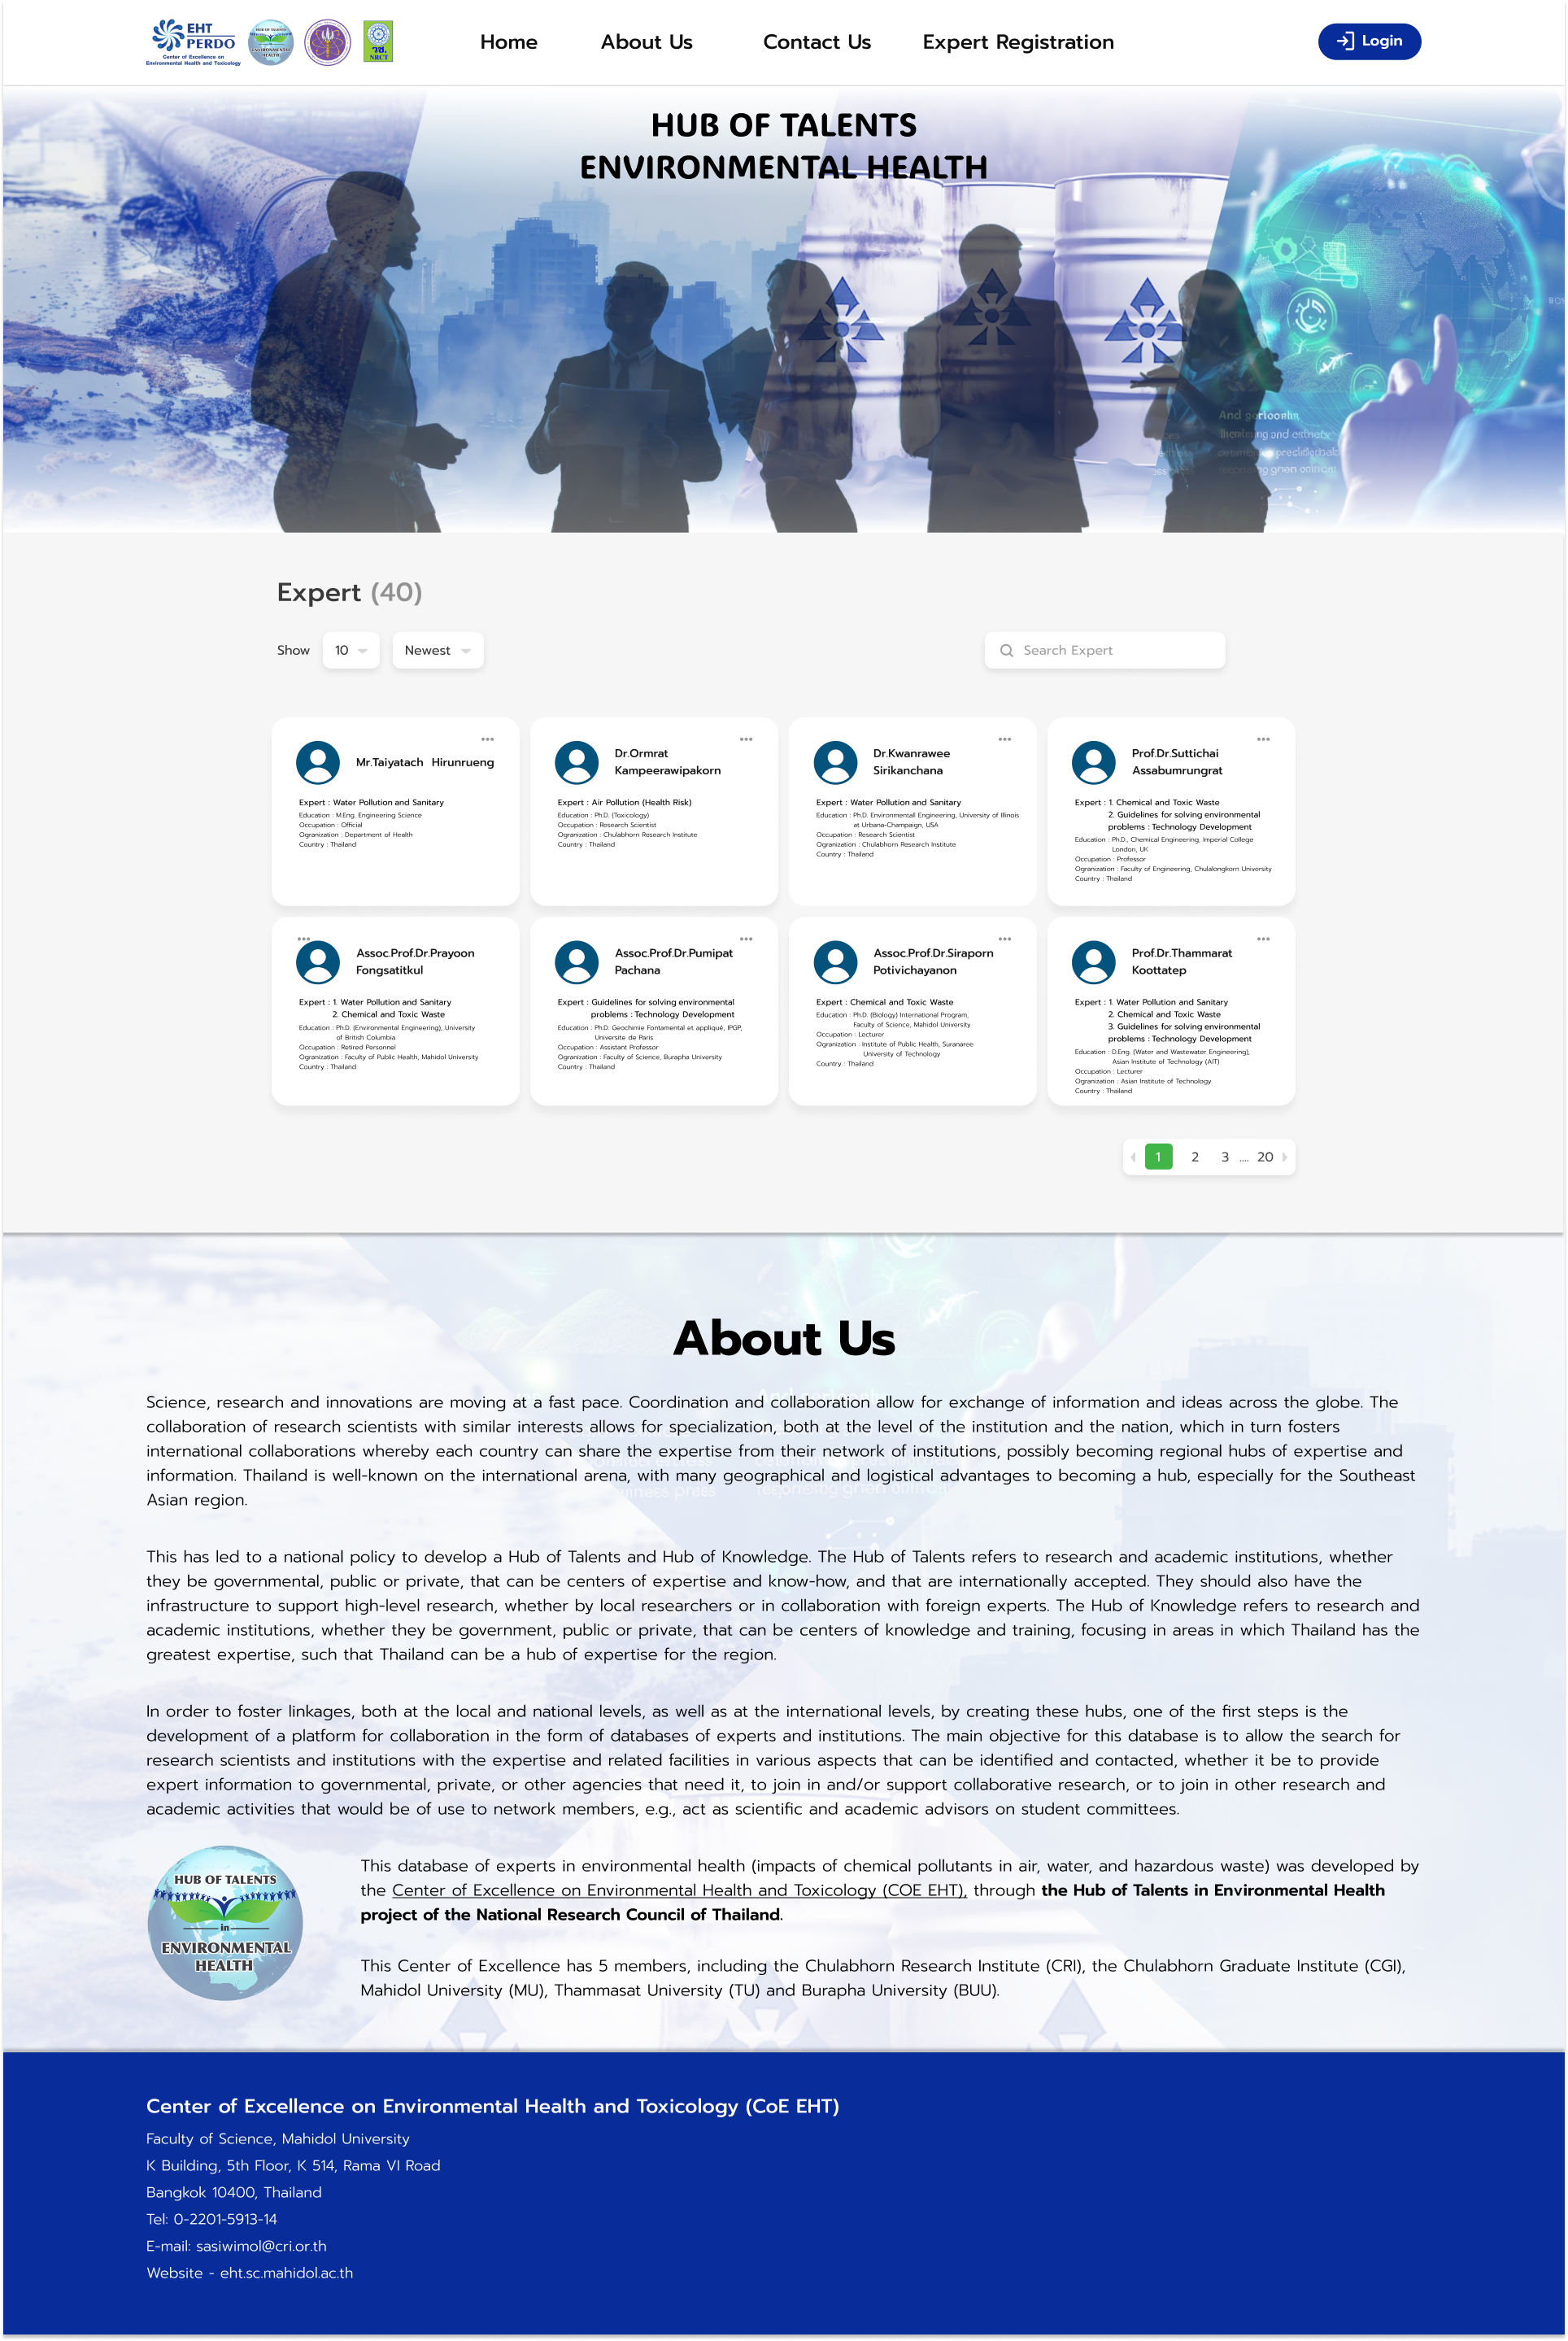 EHT
PERDO
Center of Excellence on
Environmental Health and Toxicology
HUB OF TALENTS
ENVIRONMENTAL
HEALTH
วช.
NRCT
Home
About Us
Contact Us
Expert Registration
Login
HUB OF TALENTS
ENVIRONMENTAL HEALTH
Expert (40)
Show
10
Newest
Search Expert
Mr.Taiyatach Hirunrueng
Expert : Water Pollution and Sanitary
Education : M.Eng. Engineering Science
Occupation : Official
Ogranization : Department of Health
Country : Thailand
Dr.Ormrat
Kampeerawipakorn
Expert : Air Pollution (Health Risk)
Education : Ph.D. (Toxicology)
Occupation : Research Scientist
Ogranization : Chulabhorn Research Institute
Country : Thailand
Dr.Kwanrawee
Sirikanchana
Expert : Water Pollution and Sanitary
Education : Ph.D. Environmentall Engineering, University of Illinois
at Urbana-Champaign, USA
Occupation : Research Scientist
Ogranization : Chulabhorn Research Institute
Country : Thailand
Prof.Dr.Suttichai
Assabumrungrat
Expert : 1. Chemical and Toxic Waste
2. Guidelines for solving environmental
problems : Technology Development
Education : Ph.D., Chemical Engineering, Imperial College
London, UK
Occupation : Professor
Ogranization : Faculty of Engineering, Chulalongkorn University
Country : Thailand
Assoc.Prof.Dr.Prayoon
Fongsatitkul
Expert : 1. Water Pollution and Sanitary
2. Chemical and Toxic Waste
Education : Ph.D. (Environmental Engineering), University
of British Columbia
Occupation : Retired Personnel
Ogranization : Faculty of Public Health, Mahidol University
Country : Thailand
Assoc.Prof.Dr.Pumipat
Pachana
Expert : Guidelines for solving environmental
problems : Technology Development
Education : Ph.D. Geochimie Fontamental et appliqué, IPGP,
Universite de Paris
Occupation : Assistant Professor
Ogranization : Faculty of Science, Burapha University
Country : Thailand
Assoc.Prof.Dr.Siraporn
Potivichayanon
Expert : Chemical and Toxic Waste
Education : Ph.D. (Biology) International Program,
Faculty of Science, Mahidol University
Occupation : Lecturer
Ogranization : Institute of Public Health, Suranaree
University of Technology
Country : Thailand
Prof.Dr.Thammarat
Koottatep
Expert : 1. Water Pollution and Sanitary
2. Chemical and Toxic Waste
3. Guidelines for solving environmental
problems : Technology Development
Education : D.Eng. (Water and Wastewater Engineering),
Asian Institute of Technology (AIT)
Occupation : Lecturer
Ogranization : Asian Institute of Technology
Country : Thailand
1 2 3 .... 20
About Us
Science, research and innovations are moving at a fast pace. Coordination and collaboration allow for exchange of information and ideas across the globe. The
collaboration of research scientists with similar interests allows for specialization, both at the level of the institution and the nation, which in turn fosters
international collaborations whereby each country can share the expertise from their network of institutions, possibly becoming regional hubs of expertise and
information. Thailand is well-known on the international arena, with many geographical and logistical advantages to becoming a hub, especially for the Southeast
Asian region.
This has led to a national policy to develop a Hub of Talents and Hub of Knowledge. The Hub of Talents refers to research and academic institutions, whether
they be governmental, public or private, that can be centers of expertise and know-how, and that are internationally accepted. They should also have the
infrastructure to support high-level research, whether by local researchers or in collaboration with foreign experts. The Hub of Knowledge refers to research and
academic institutions, whether they be government, public or private, that can be centers of knowledge and training, focusing in areas in which Thailand has the
greatest expertise, such that Thailand can be a hub of expertise for the region.
In order to foster linkages, both at the local and national levels, as well as at the international levels, by creating these hubs, one of the first steps is the
development of a platform for collaboration in the form of databases of experts and institutions. The main objective for this database is to allow the search for
research scientists and institutions with the expertise and related facilities in various aspects that can be identified and contacted, whether it be to provide
expert information to governmental, private, or other agencies that need it, to join in and/or support collaborative research, or to join in other research and
academic activities that would be of use to network members, e.g., act as scientific and academic advisors on student committees.
HUB OF TALENTS
in
ENVIRONMENTAL
HEALTH
This database of experts in environmental health (impacts of chemical pollutants in air, water, and hazardous waste) was developed by
the Center of Excellence on Environmental Health and Toxicology (COE EHT), through the Hub of Talents in Environmental Health
project of the National Research Council of Thailand.
This Center of Excellence has 5 members, including the Chulabhorn Research Institute (CRI), the Chulabhorn Graduate Institute (CGI),
Mahidol University (MU), Thammasat University (TU) and Burapha University (BUU).
Center of Excellence on Environmental Health and Toxicology (CoE EHT)
Faculty of Science, Mahidol University
K Building, 5th Floor, K 514, Rama VI Road
Bangkok 10400, Thailand
Tel: 0-2201-5913-14
E-mail: sasiwimol@cri.or.th
Website - eht.sc.mahidol.ac.th